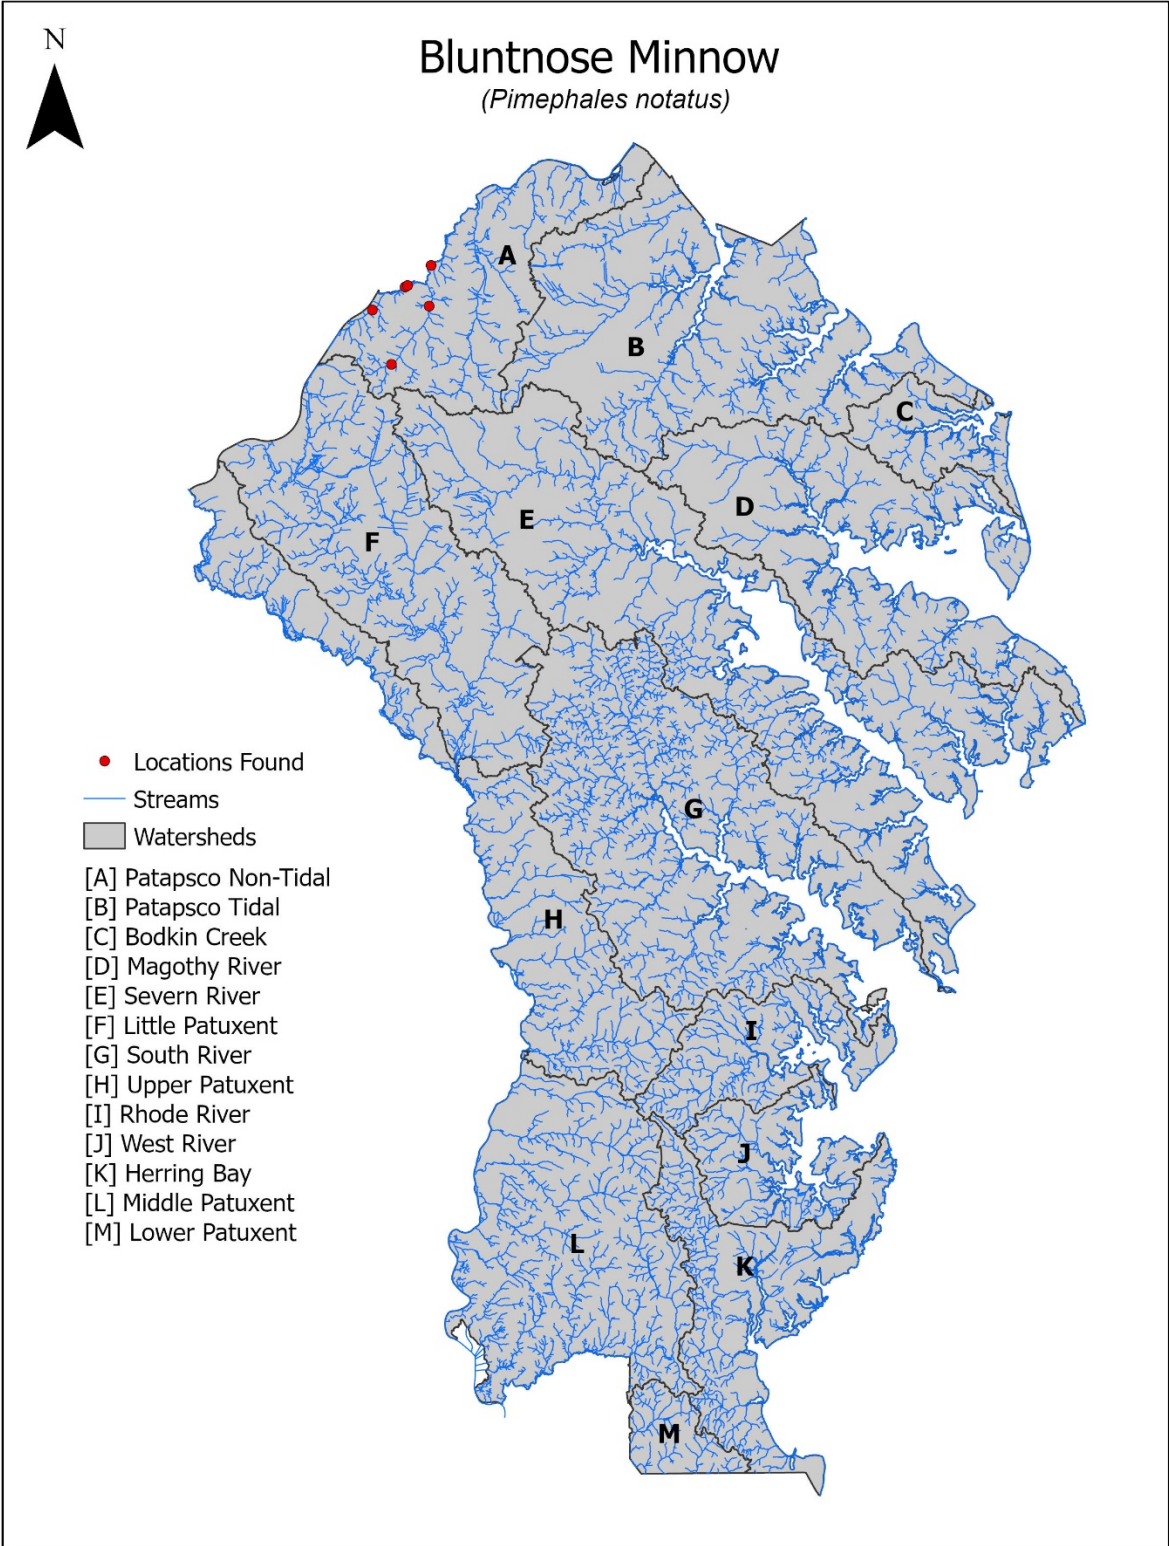 N
Bluntnose Minnow
(Pimephales notatus)
A
B
C
D
E
F
G
H
I
J
K
L
M
Locations Found
Streams
Watersheds
[A] Patapsco Non-Tidal
[B] Patapsco Tidal
[C] Bodkin Creek
[D] Magothy River
[E] Severn River
[F] Little Patuxent
[G] South River
[H] Upper Patuxent
[I] Rhode River
[J] West River
[K] Herring Bay
[L] Middle Patuxent
[M] Lower Patuxent